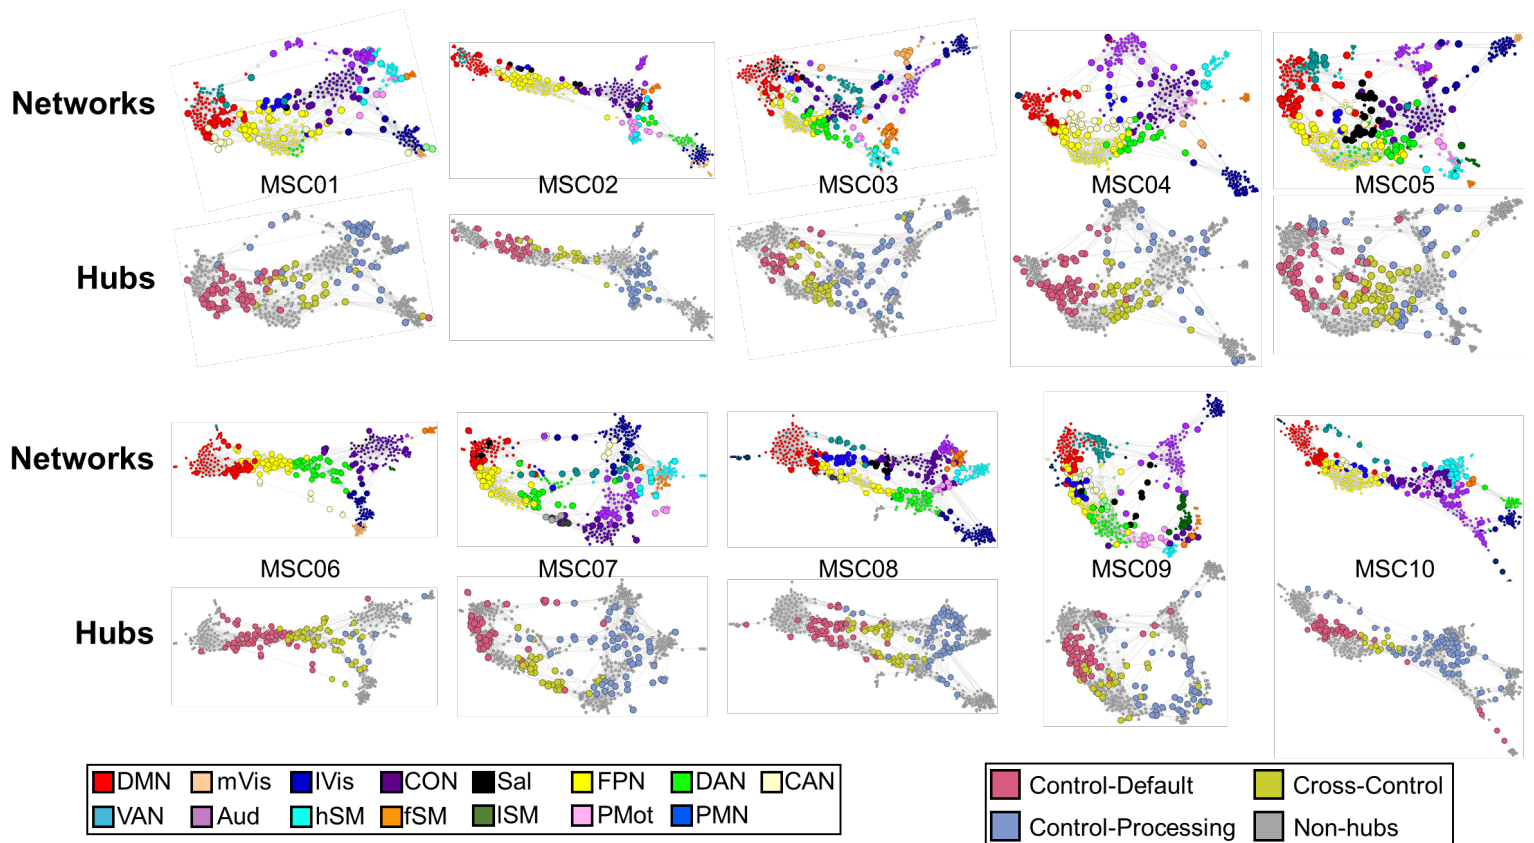 Networks
MSC01 MSC02 MSC03 MSC04 MSC05
Hubs
Networks
MSC06 MSC07 MSC08 MSC09 MSC10
Hubs
DMN mVis lVis CON Sal FPN DAN CAN
VAN Aud hSM fSM lSM PMot PMN
Control-Default Cross-Control
Control-Processing Non-hubs